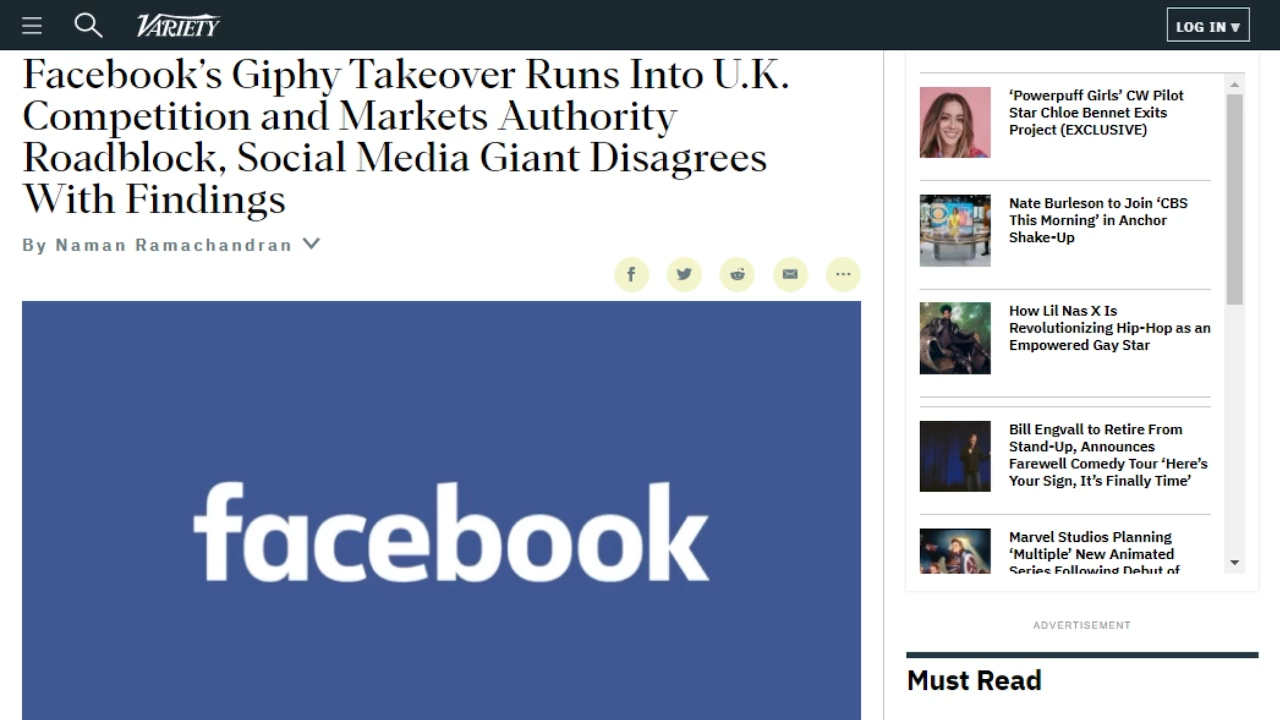 VARIETY
LOG IN ▾
Facebook’s Giphy Takeover Runs Into U.K.
Competition and Markets Authority
Roadblock, Social Media Giant Disagrees
With Findings
By Naman Ramachandran
facebook
‘Powerpuff Girls’ CW Pilot
Star Chloe Bennet Exits
Project (EXCLUSIVE)
Nate Burleson to Join ‘CBS
This Morning’ in Anchor
Shake-Up
How Lil Nas X Is
Revolutionizing Hip-Hop as an
Empowered Gay Star
Bill Engvall to Retire From
Stand-Up, Announces
Farewell Comedy Tour ‘Here’s
Your Sign, It’s Finally Time’
Marvel Studios Planning
‘Multiple’ New Animated
Series Following Debut of
ADVERTISEMENT
Must Read